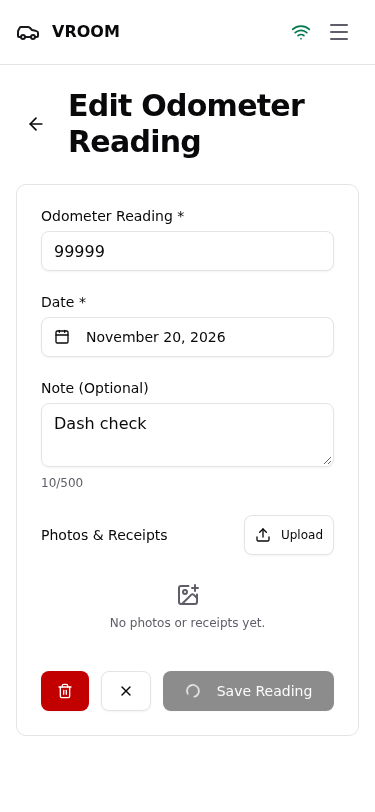 VROOM
Edit Odometer
Reading
Odometer Reading *
99999
Date *
November 20, 2026
Note (Optional)
Dash check
10/500
Photos & Receipts
Upload
No photos or receipts yet.
Save Reading